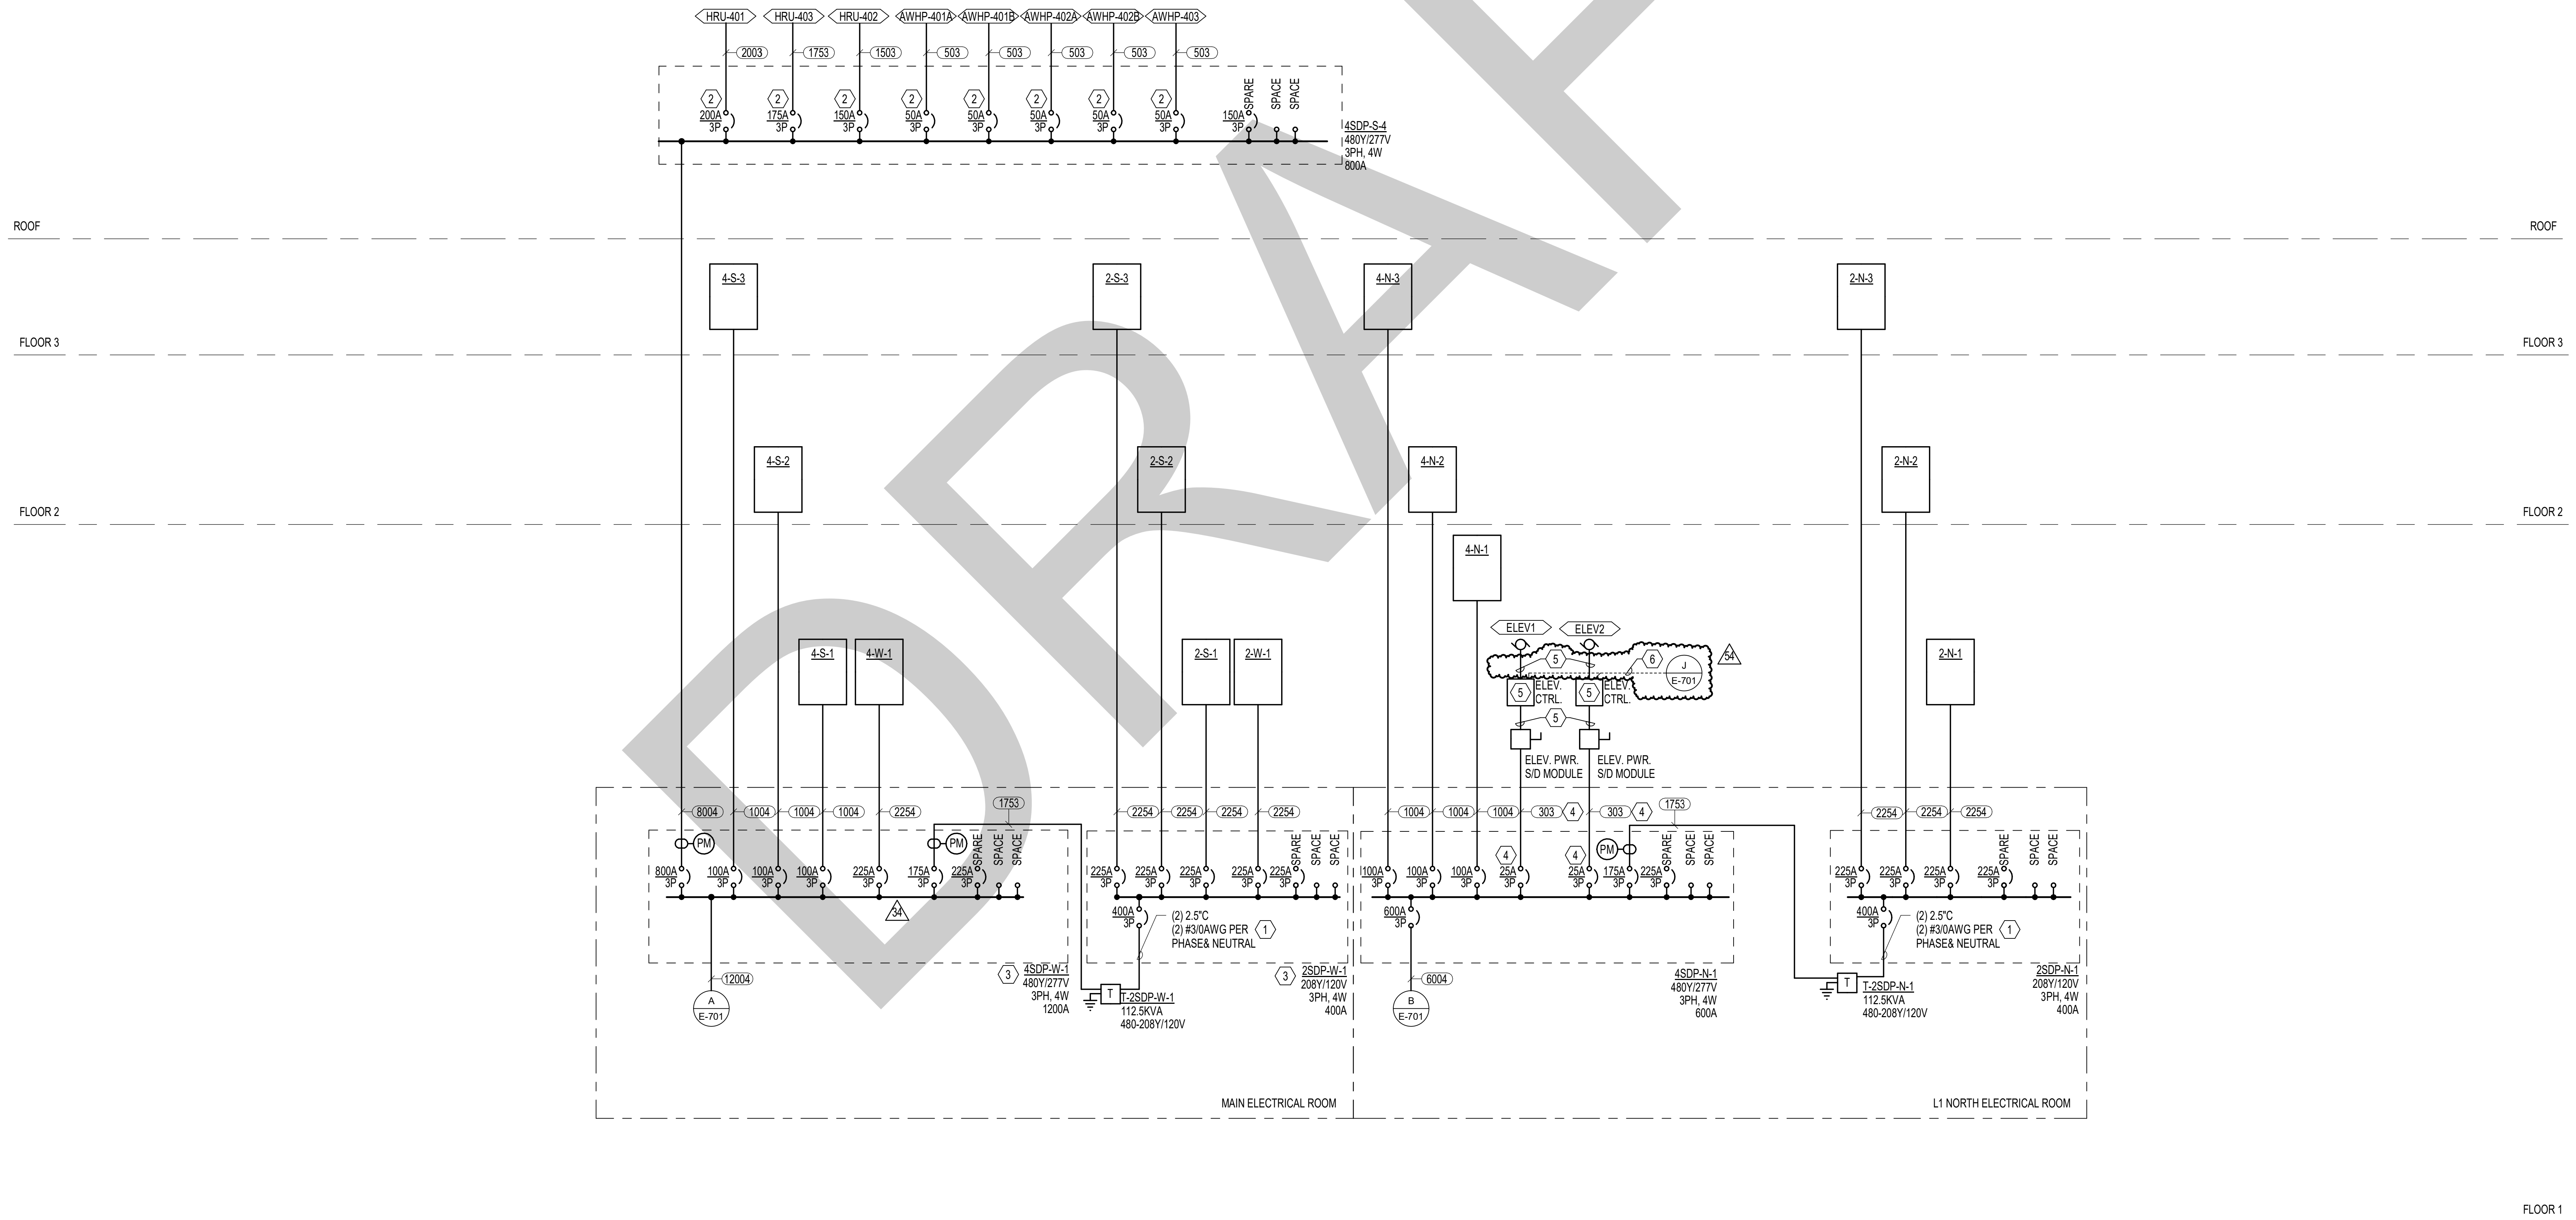 HRU-401 HRU-403 HRU-402 AWHP-401A AWHP-401B AWHP-402A AWHP-402B AWHP-403
2003 1753 1503 503 503 503 503 503
SPARE SPACE SPACE
2 2 2 2 2 2 2 2
200A 175A 150A 50A 50A 50A 50A 50A 150A
3P 3P 3P 3P 3P 3P 3P 3P 3P
4SDP-S-4
480Y/277V
3PH, 4W
800A
ROOF ROOF
4-S-3 2-S-3 4-N-3 2-N-3
FLOOR 3 FLOOR 3
4-S-2 2-S-2 4-N-2 2-N-2
FLOOR 2 FLOOR 2
4-N-1
ELEV1 ELEV2
4-S-1 4-W-1 2-S-1 2-W-1 2-N-1
5 6 J 54
E-701
5 ELEV. 5 ELEV.
CTRL. CTRL.
5
ELEV. PWR. ELEV. PWR.
S/D MODULE S/D MODULE
1753 1753
8004 1004 1004 1004 2254 2254 2254 2254 2254 1004 1004 1004 303 4 303 4 2254 2254 2254
PM PM SPARE SPACE SPACE SPARE SPACE SPACE PM SPARE SPACE SPACE SPARE SPACE SPACE
4 4
800A 100A 100A 100A 225A 175A 225A 225A 225A 225A 225A 225A 100A 100A 100A 25A 25A 175A 225A 225A 225A 225A 225A
3P 3P 3P 3P 3P 3P 3P 3P 3P 3P 3P 3P 3P 3P 3P 3P 3P 3P 3P 3P 3P 3P 3P
34
400A (2) 2.5"C 600A 400A (2) 2.5"C
3P (2) #3/0AWG PER 1 3P 3P (2) #3/0AWG PER 1
PHASE& NEUTRAL PHASE& NEUTRAL
12004 6004
A B
E-701 E-701
3 4SDP-W-1
480Y/277V
3PH, 4W
1200A
T T-2SDP-W-1
112.5KVA
480-208Y/120V
3 2SDP-W-1
208Y/120V
3PH, 4W
400A
4SDP-N-1
480Y/277V
3PH, 4W
600A
T T-2SDP-N-1
112.5KVA
480-208Y/120V
2SDP-N-1
208Y/120V
3PH, 4W
400A
MAIN ELECTRICAL ROOM L1 NORTH ELECTRICAL ROOM
FLOOR 1
DRAF